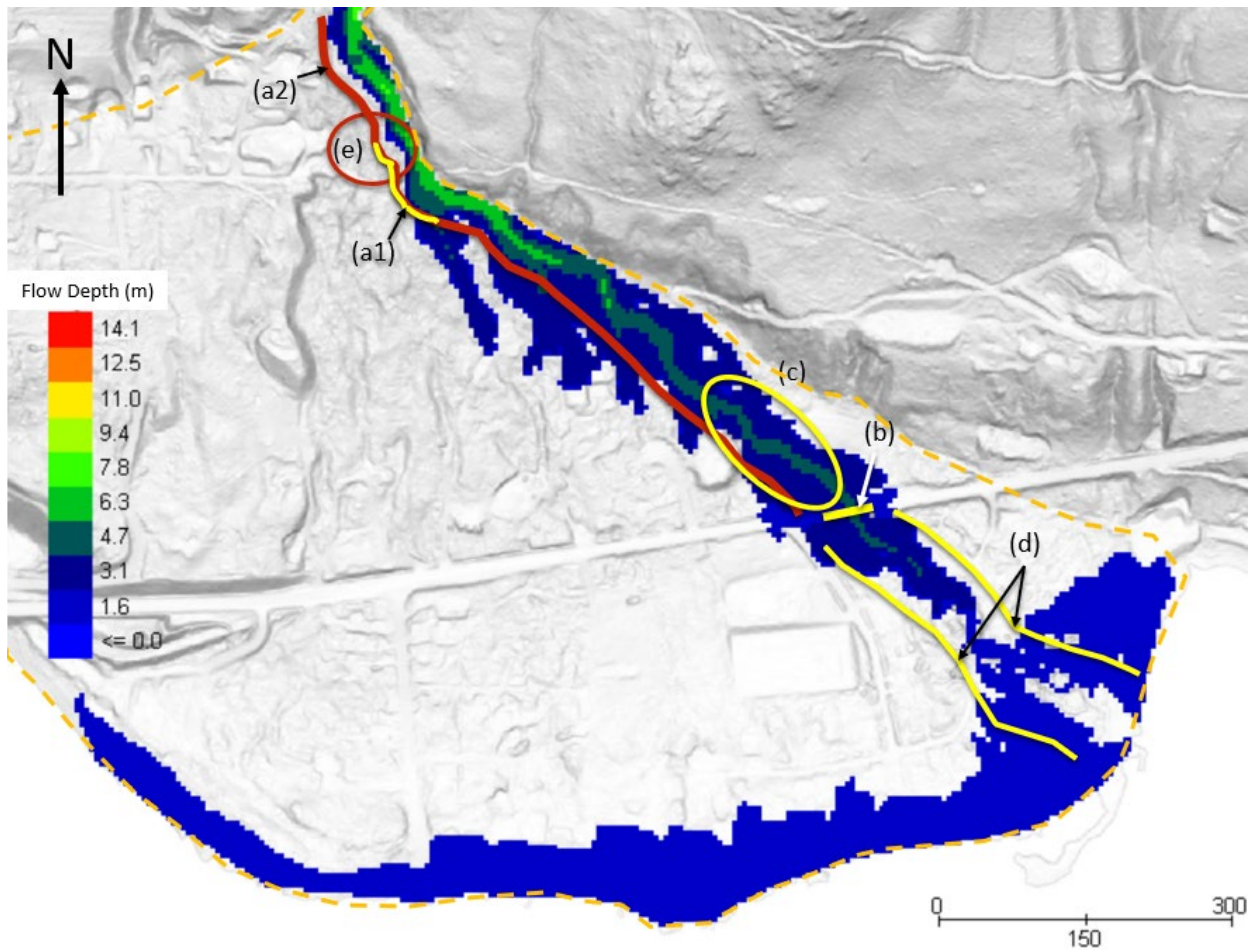 N
(a2)
(e)
(a1)
Flow Depth (m)
14.1
12.5
11.0
9.4
7.8
6.3
4.7
3.1
1.6
<= 0.0
(c)
(b)
(d)
0 300
150